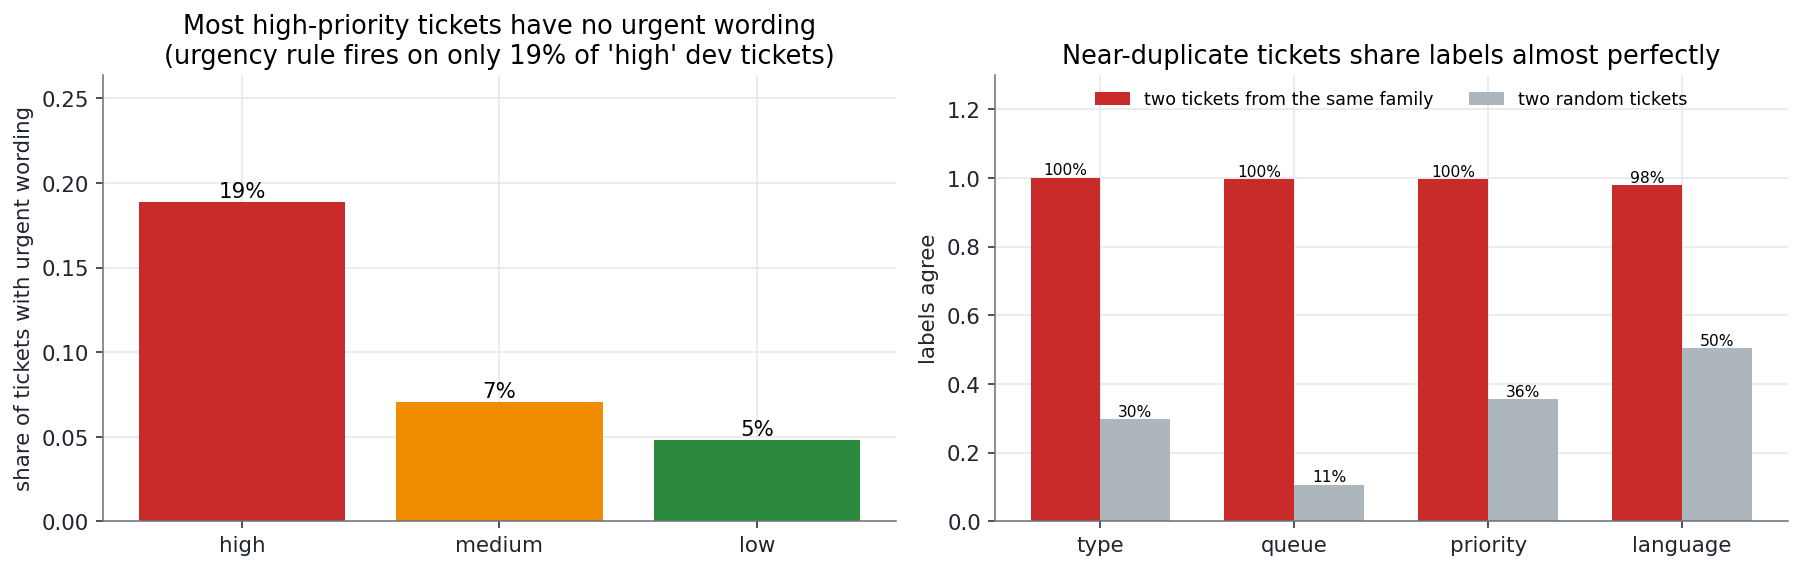 Most high-priority tickets have no urgent wording
(urgency rule fires on only 19% of 'high' dev tickets)
share of tickets with urgent wording
0.25
0.20
0.15
0.10
0.05
0.00
19%
7%
5%
high
medium
low
Near-duplicate tickets share labels almost perfectly
two tickets from the same family
two random tickets
labels agree
1.2
1.0
0.8
0.6
0.4
0.2
0.0
100%
30%
100%
11%
100%
36%
98%
50%
type
queue
priority
language